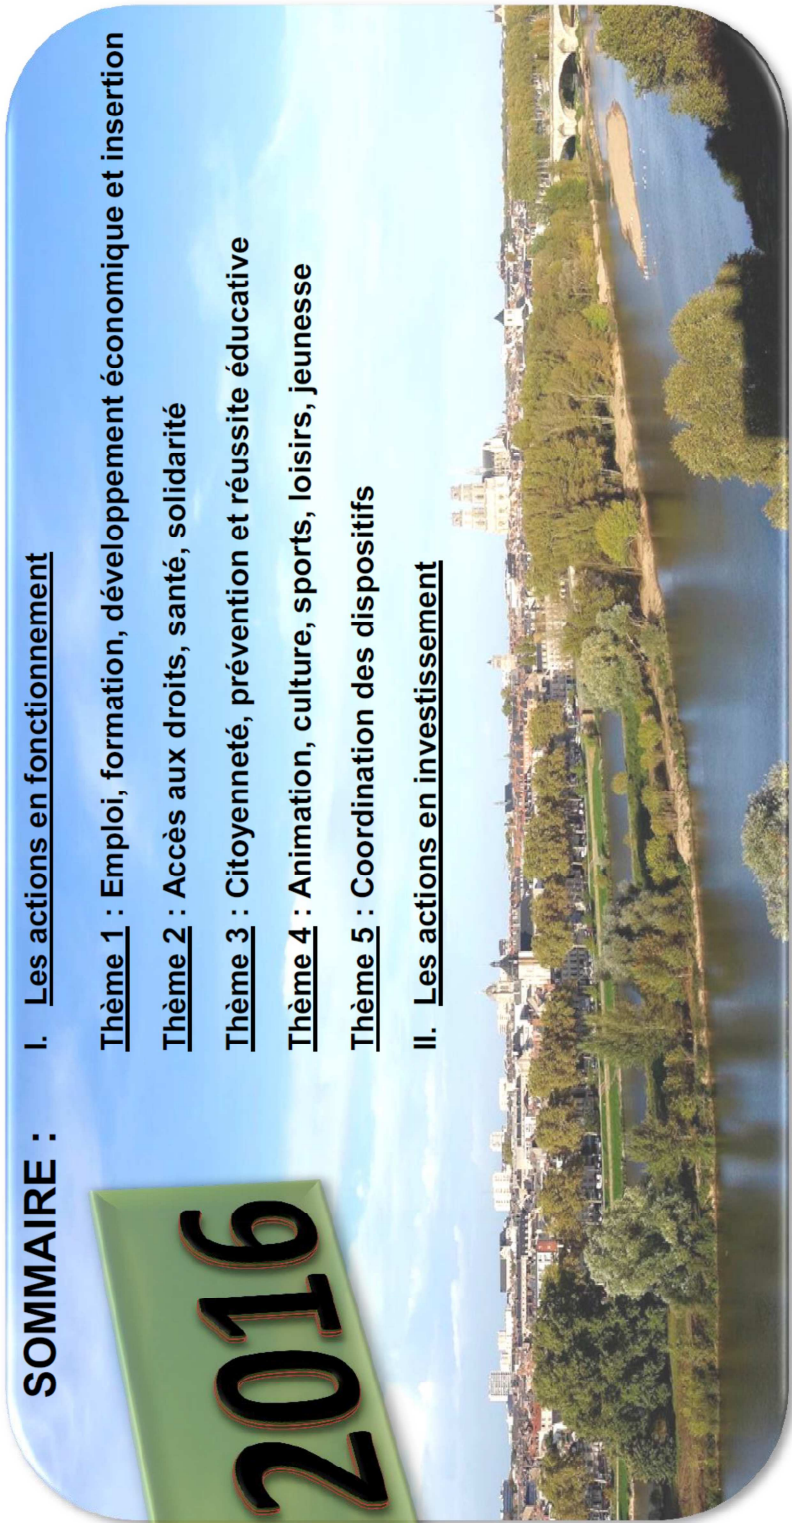 SOMMAIRE :
I. Les actions en fonctionnement
Thème 1 : Emploi, formation, développement économique et insertion
Thème 2 : Accès aux droits, santé, solidarité
Thème 3 : Citoyenneté, prévention et réussite éducative
Thème 4 : Animation, culture, sports, loisirs, jeunesse
Thème 5 : Coordination des dispositifs
II. Les actions en investissement
2016